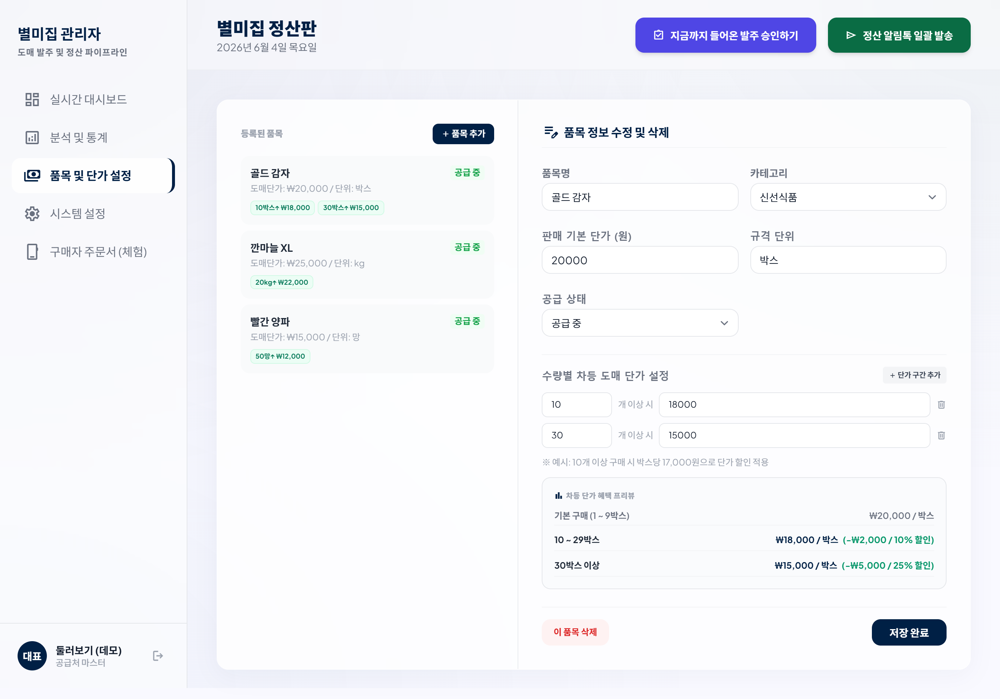 별미집 관리자
도매 발주 및 정산 파이프라인
실시간 대시보드
분석 및 통계
품목 및 단가 설정
시스템 설정
구매자 주문서 (체험)
대표
둘러보기 (데모)
공급처 마스터
별미집 정산판
2026년 6월 4일 목요일
지금까지 들어온 발주 승인하기
정산 알림톡 일괄 발송
등록된 품목
+ 품목 추가
골드 감자
공급 중
도매단가: ₩20,000 / 단위: 박스
10박스↑ ₩18,000
30박스↑ ₩15,000
깐마늘 XL
공급 중
도매단가: ₩25,000 / 단위: kg
20kg↑ ₩22,000
빨간 양파
공급 중
도매단가: ₩15,000 / 단위: 망
50망↑ ₩12,000
품목 정보 수정 및 삭제
품목명
카테고리
골드 감자
신선식품
판매 기본 단가 (원)
규격 단위
20000
박스
공급 상태
공급 중
수량별 차등 도매 단가 설정
+ 단가 구간 추가
10 개 이상 시 18000
30 개 이상 시 15000
※ 예시: 10개 이상 구매 시 박스당 17,000원으로 단가 할인 적용
차등 단가 혜택 프리뷰
기본 구매 (1 ~ 9박스) ₩20,000 / 박스
10 ~ 29박스 ₩18,000 / 박스 (-₩2,000 / 10% 할인)
30박스 이상 ₩15,000 / 박스 (-₩5,000 / 25% 할인)
이 품목 삭제
저장 완료